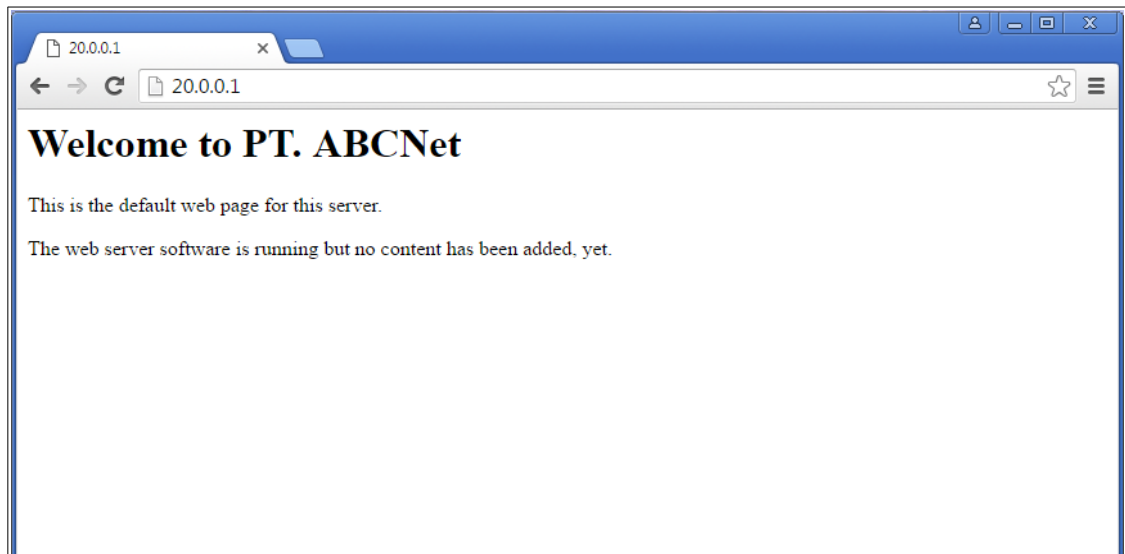 20.0.0.1
20.0.0.1
Welcome to PT. ABCNet
This is the default web page for this server.
The web server software is running but no content has been added, yet.